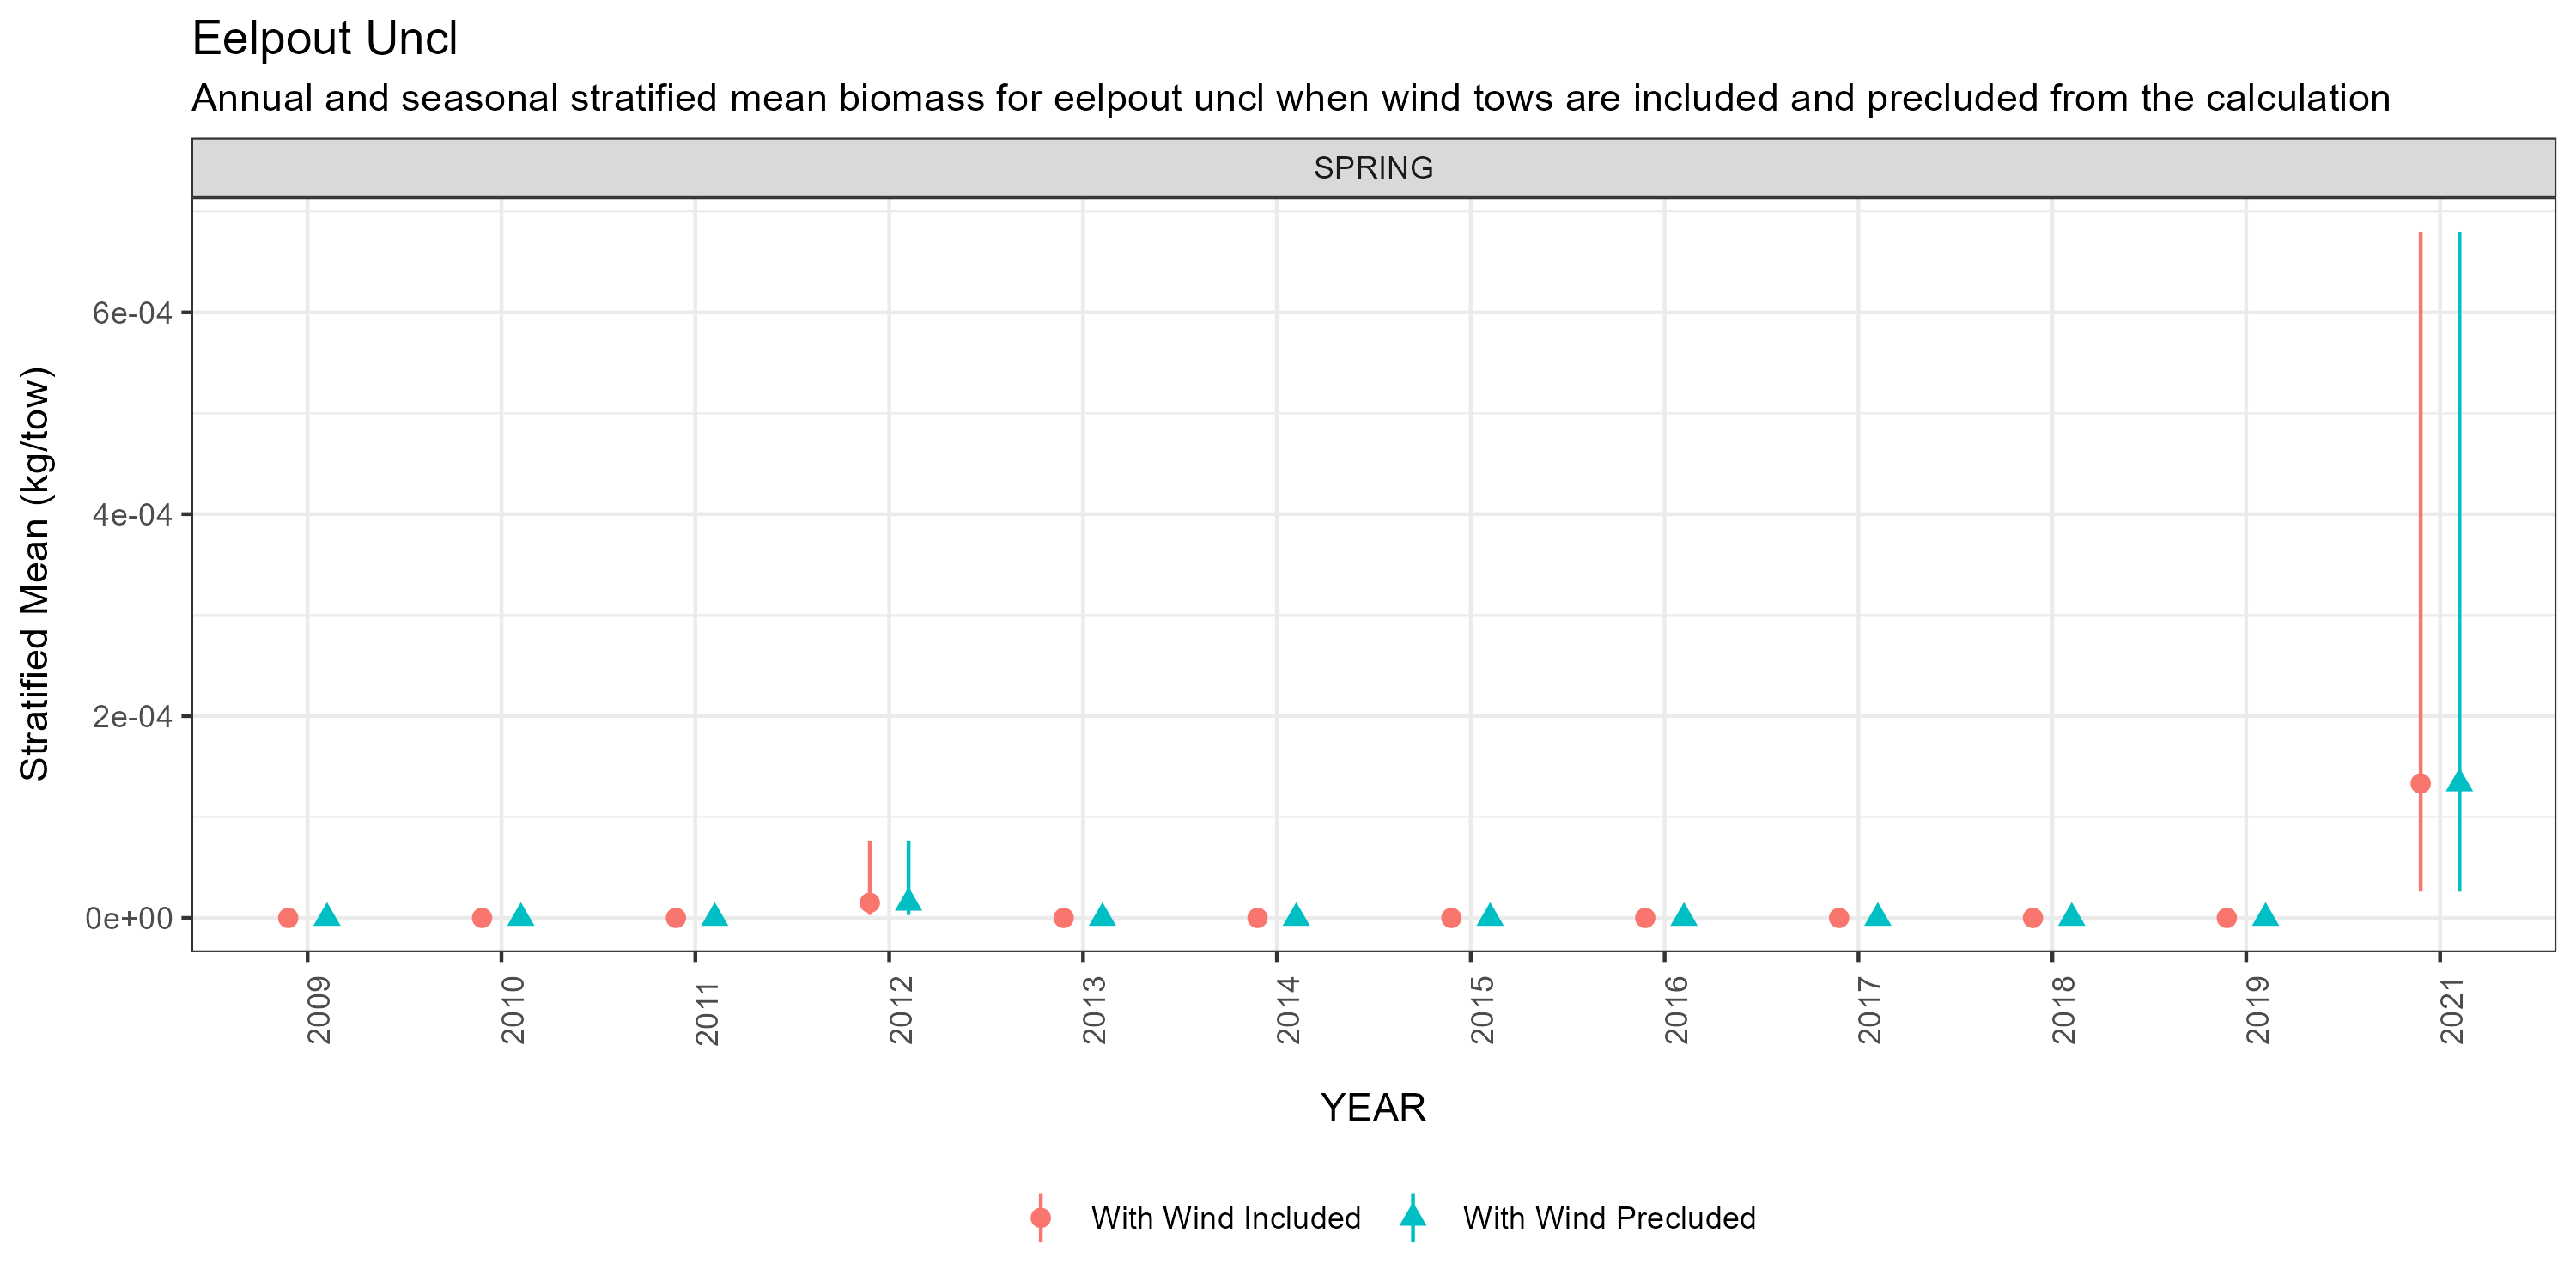 Eelpout Uncl
Annual and seasonal stratified mean biomass for eelpout uncl when wind tows are included and precluded from the calculation
SPRING
Stratified Mean (kg/tow)
6e-04
4e-04
2e-04
0e+00
2009
2010
2011
2012
2013
2014
2015
2016
2017
2018
2019
2021
YEAR
With Wind Included
With Wind Precluded